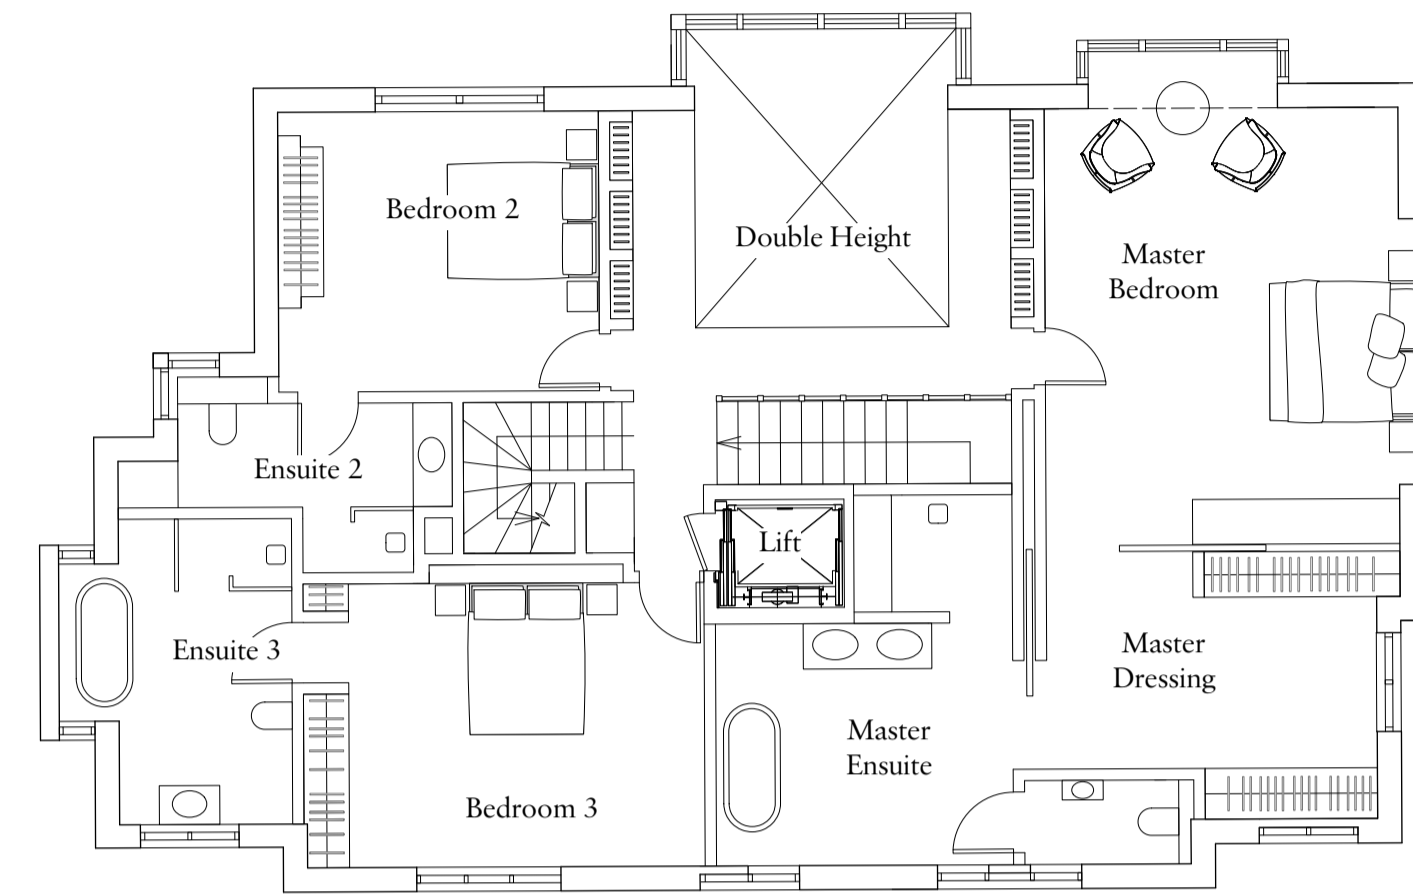 Bedroom 2
Double Height
Master
Bedroom
Ensuite 2
Lift
Ensuite 3
Master
Dressing
Master
Ensuite
Bedroom 3